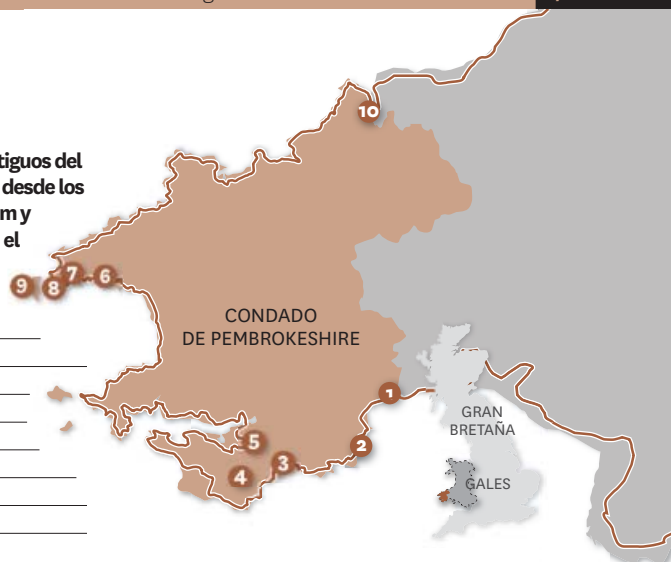 tiguos del
desde los
m y
el
10
9
8
7
6
CONDADO
DE PEMBROKESHIRE
1
GRAN
BRETAÑA
5
3
2
4
GALES